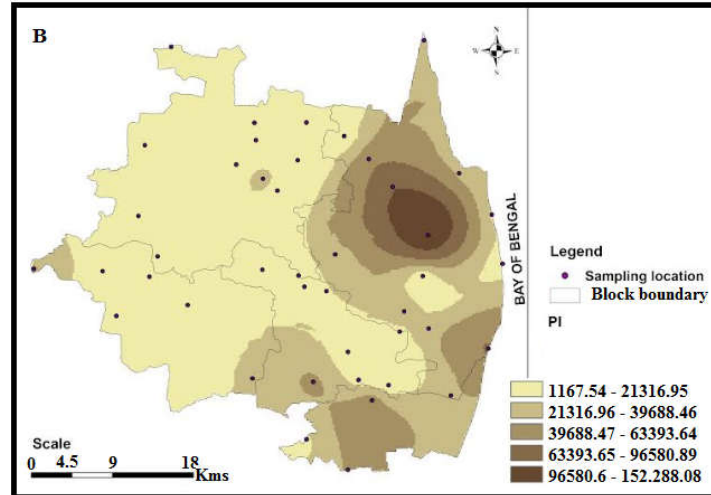 B
N
W E
S
BAY OF BENGAL
Legend
Sampling location
Block boundary
PI
1167.54 - 21316.95
21316.96 - 39688.46
39688.47 - 63393.64
63393.65 - 96580.89
96580.6 - 152.288.08
Scale
0 4.5 9 18
Kms